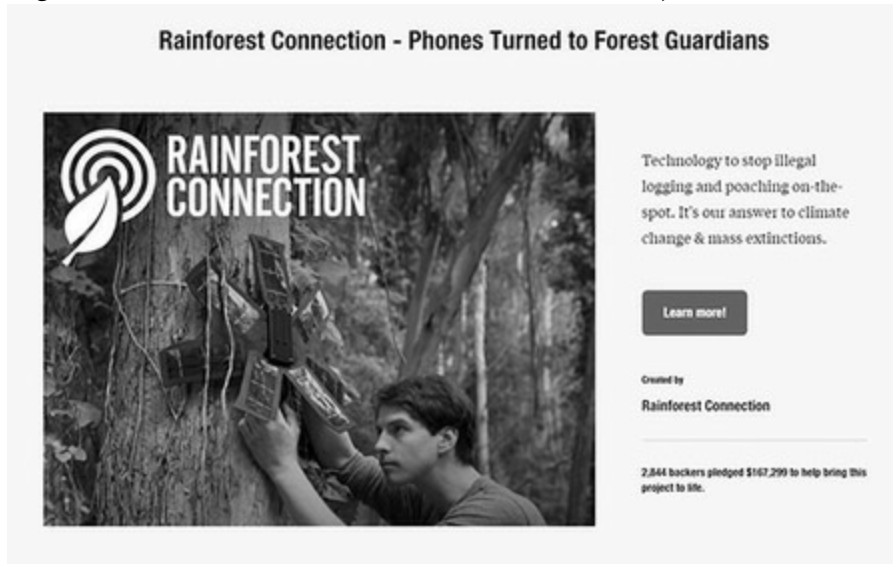 Rainforest Connection - Phones Turned to Forest Guardians
RAINFOREST
CONNECTION
Technology to stop illegal
logging and poaching on-the-
spot. It's our answer to climate
change & mass extinctions.
Learn more!
Created by
Rainforest Connection
2,844 backers pledged $167,299 to help bring this
project to life.